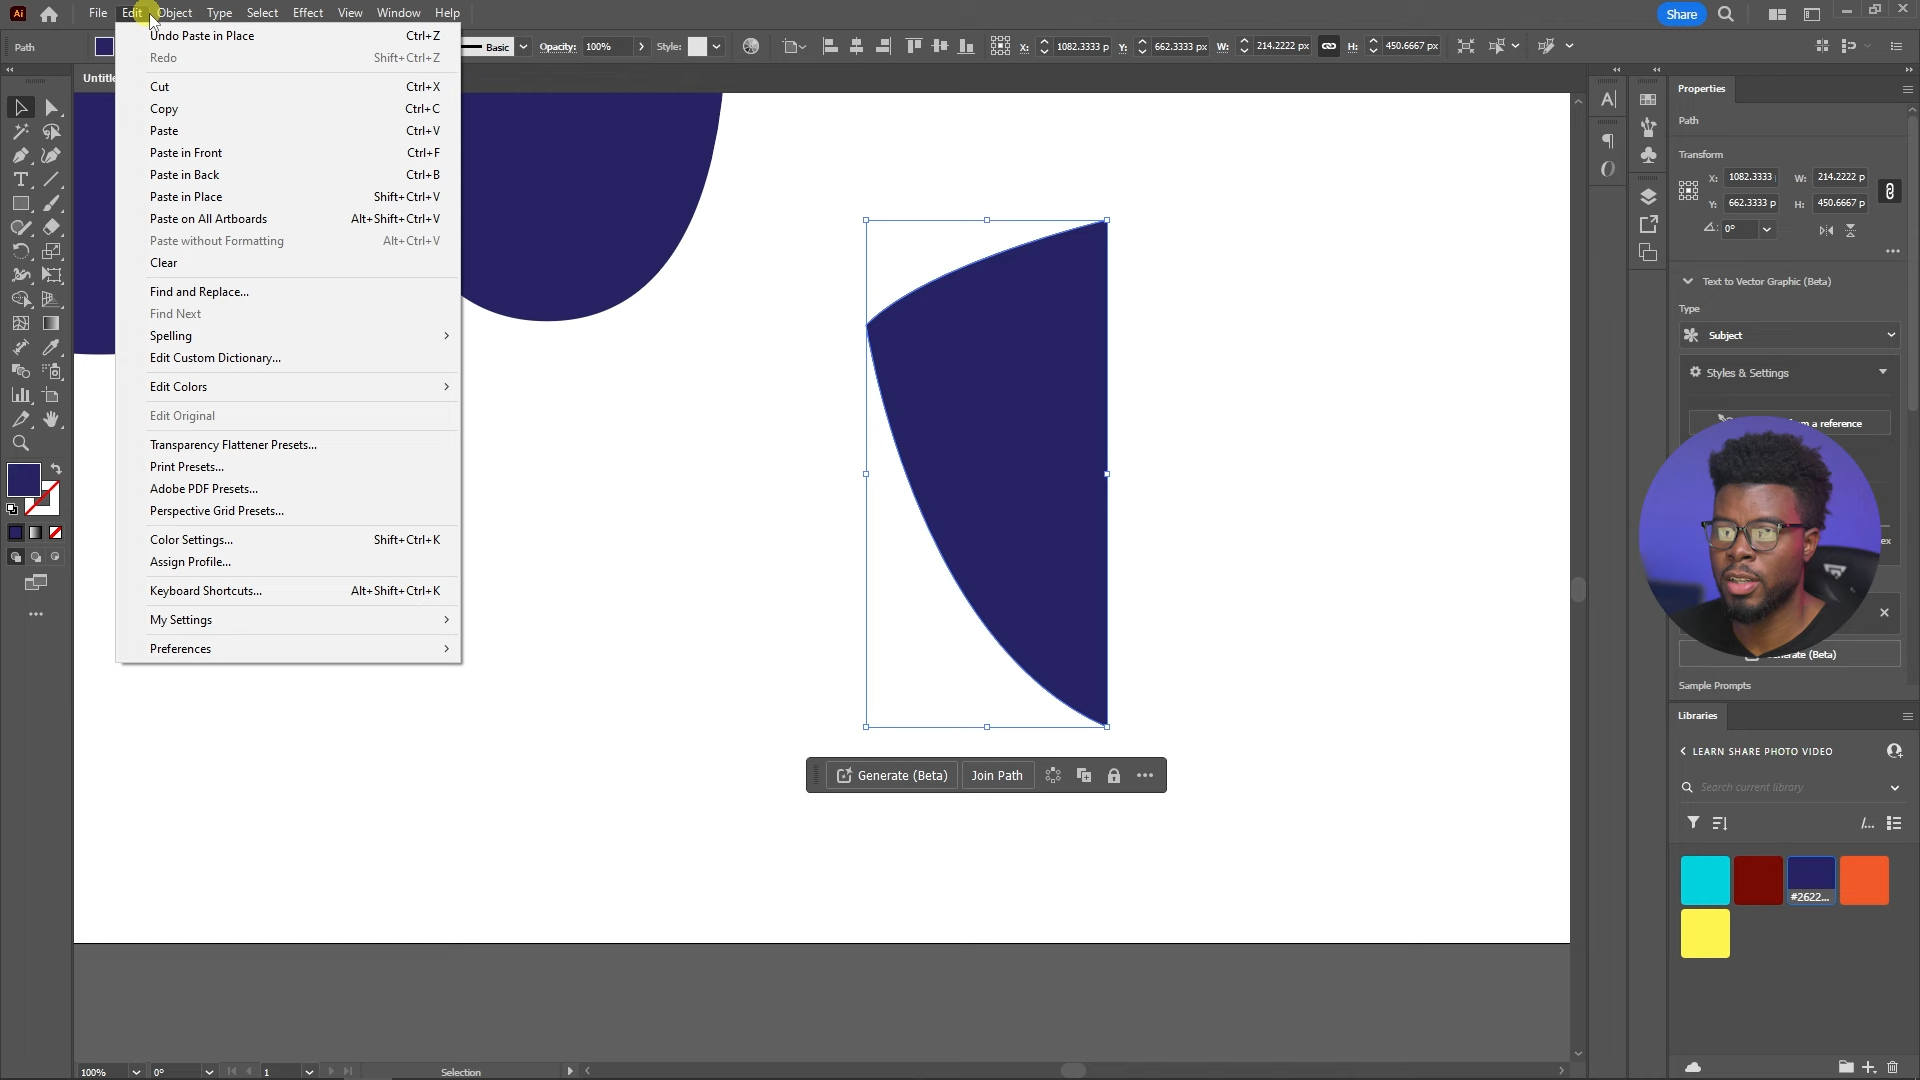 Ai File Edit Object Type Select Effect View Window Help Share
Path Basic Opacity: 100% Style: X: 1082.3333 p Y: 662.3333 px W: 214.2222 px H: 450.6667 px
Undo Paste in Place Ctrl+Z
Redo Shift+Ctrl+Z
Cut Ctrl+X
Copy Ctrl+C
Paste Ctrl+V
Paste in Front Ctrl+F
Paste in Back Ctrl+B
Paste in Place Shift+Ctrl+V
Paste on All Artboards Alt+Shift+Ctrl+V
Paste without Formatting Alt+Ctrl+V
Clear
Find and Replace...
Find Next
Spelling
Edit Custom Dictionary...
Edit Colors
Edit Original
Transparency Flattener Presets...
Print Presets...
Adobe PDF Presets...
Perspective Grid Presets...
Color Settings... Shift+Ctrl+K
Assign Profile...
Keyboard Shortcuts... Alt+Shift+Ctrl+K
My Settings
Preferences
Generate (Beta) Join Path
Properties
Path
Transform
X: 1082.3333 W: 214.2222 p
Y: 662.3333 H: 450.6667 p
0°
Text to Vector Graphic (Beta)
Type
Subject
Styles & Settings
a reference
(Beta)
Sample Prompts
Libraries
LEARN SHARE PHOTO VIDEO
Search current library
#2622...
100% 0° 1 Selection